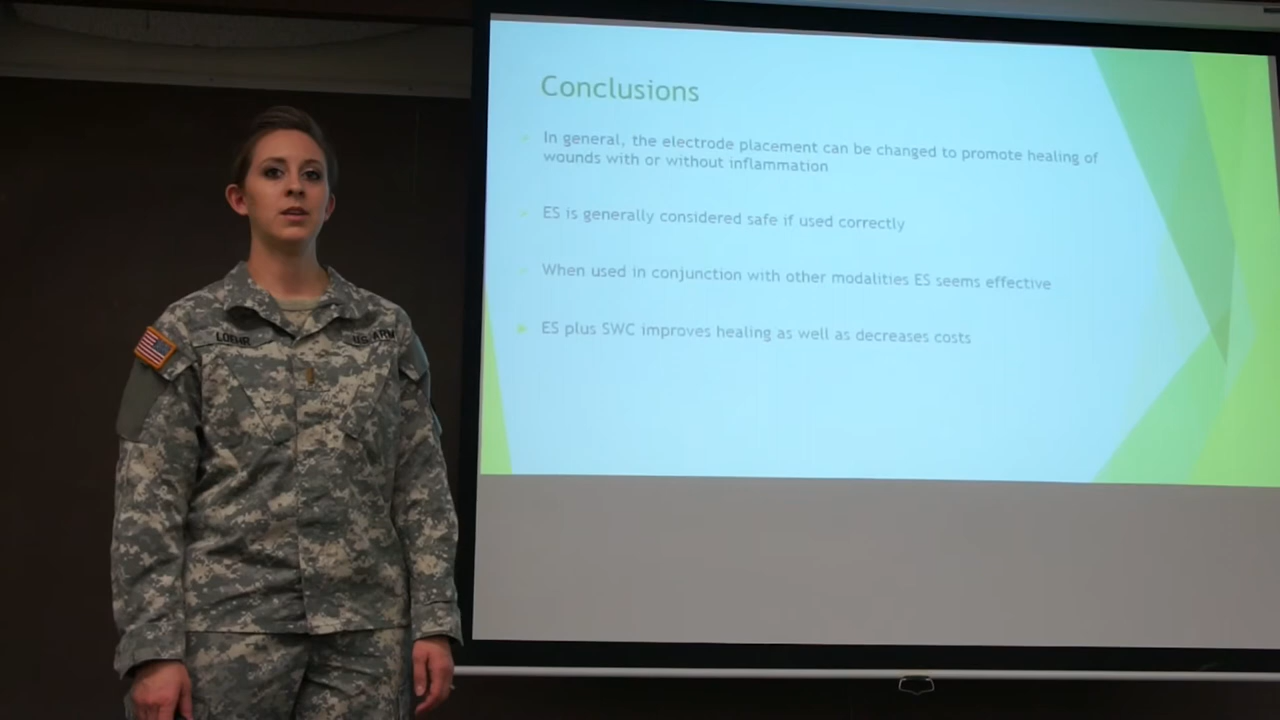 Conclusions
In general, the electrode placement can be changed to promote healing of
wounds with or without inflammation
ES is generally considered safe if used correctly
When used in conjunction with other modalities ES seems effective
ES plus SWC improves healing as well as decreases costs
LOEHR
U.S. ARM